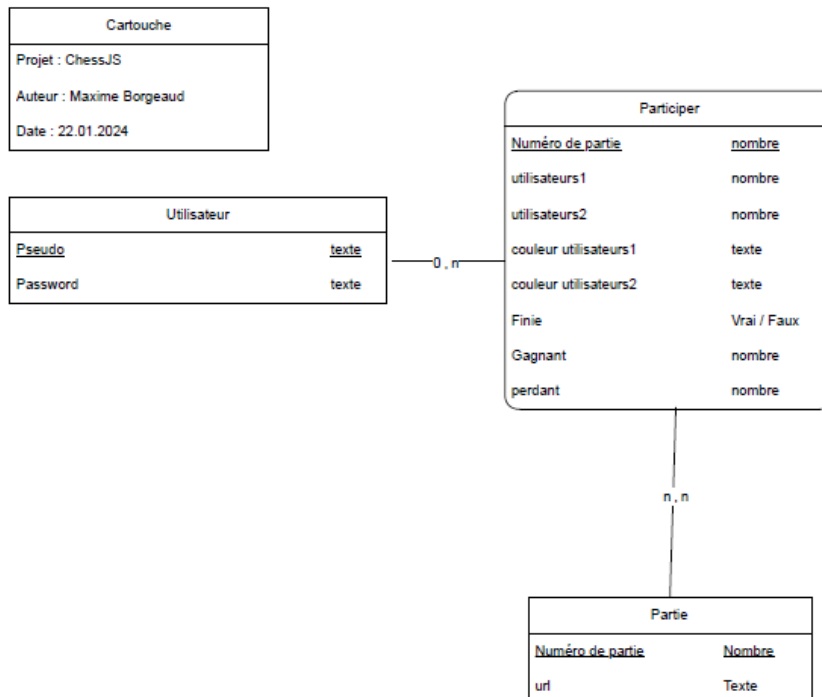 Cartouche
Projet : ChessJS
Auteur : Maxime Borgeaud
Date : 22.01.2024
Participer
Numéro de partie nombre
utilisateurs1 nombre
utilisateurs2 nombre
couleur utilisateurs1 texte
couleur utilisateurs2 texte
Finie Vrai / Faux
Gagnant nombre
perdant nombre
Utilisateur
Pseudo texte
Password texte
0 , n
n , n
Partie
Numéro de partie Nombre
url Texte